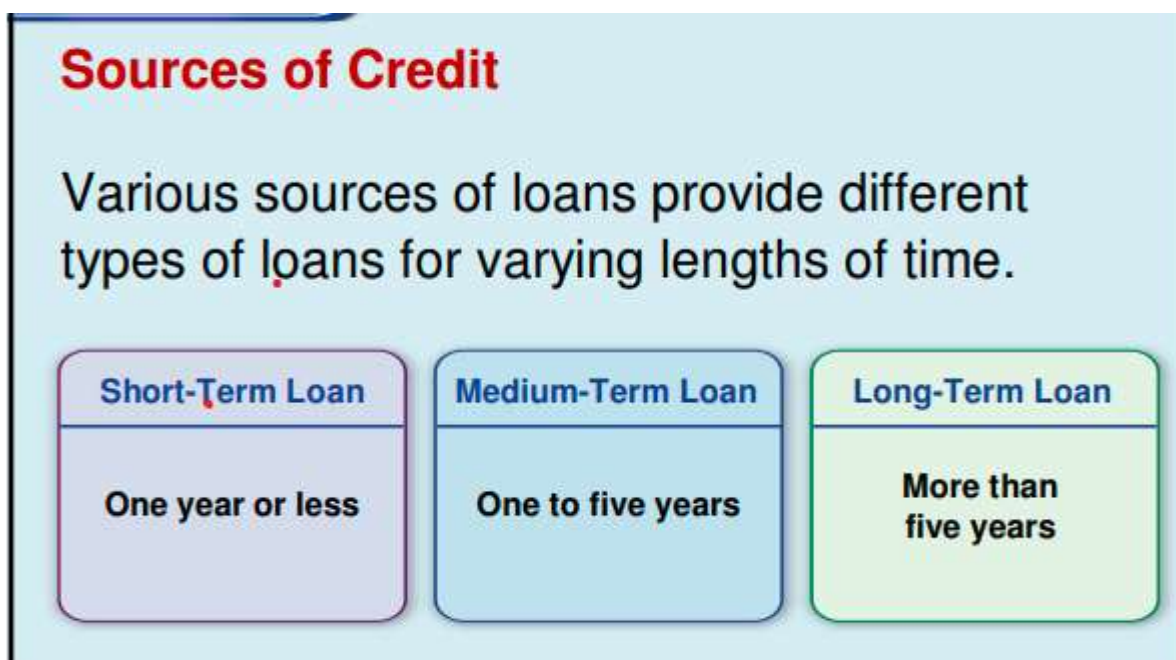 Sources of Credit
Various sources of loans provide different
types of loans for varying lengths of time.
Short-Term Loan
One year or less
Medium-Term Loan
One to five years
Long-Term Loan
More than
five years